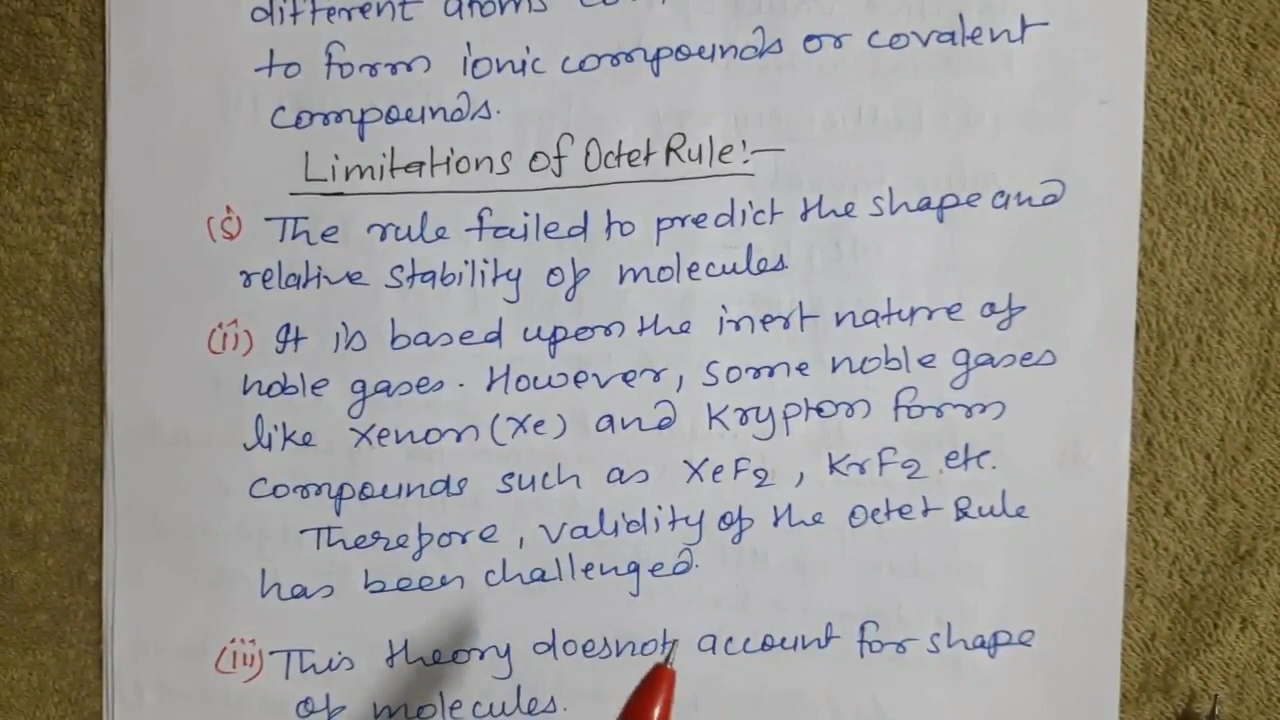 different atoms
to form ionic compounds or covalent
compounds.
Limitations of Octet Rule:—
(i) The rule failed to predict the shape and
relative stability of molecules.
(ii) It is based upon the inert nature of
noble gases. However, some noble gases
like Xenon (Xe) and Krypton form
compounds such as XeF2, KrF2 etc.
Therefore, validity of the Octet Rule
has been challenged.
(iii) This theory doesnot account for shape
of molecules.